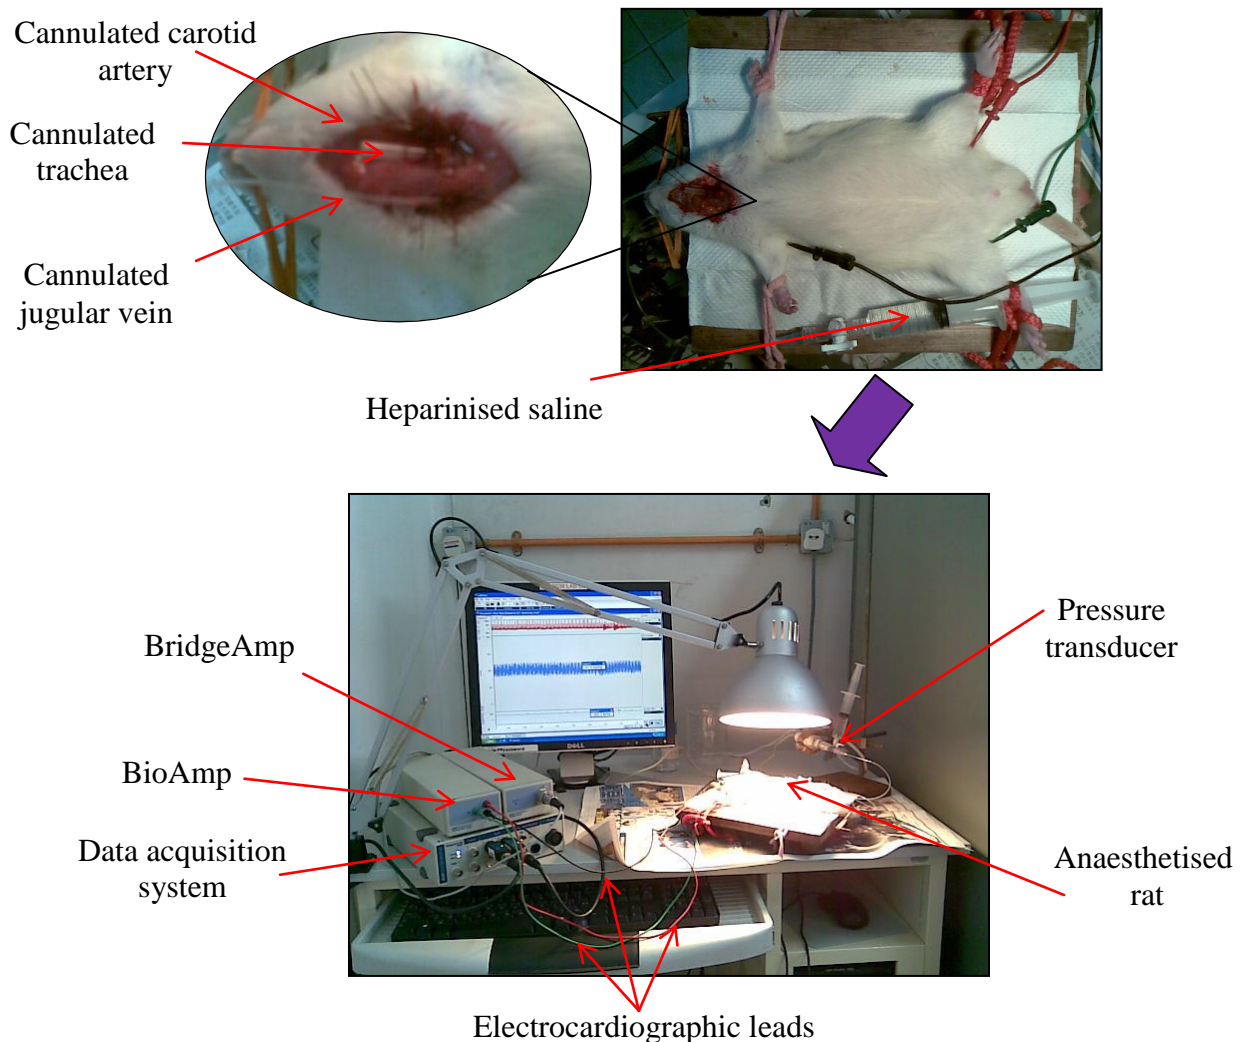 Cannulated carotid
artery
Cannulated
trachea
Cannulated
jugular vein
Heparinised saline
BridgeAmp
BioAmp
Data acquisition
system
Pressure
transducer
Anaesthetised
rat
Electrocardiographic leads
DELL